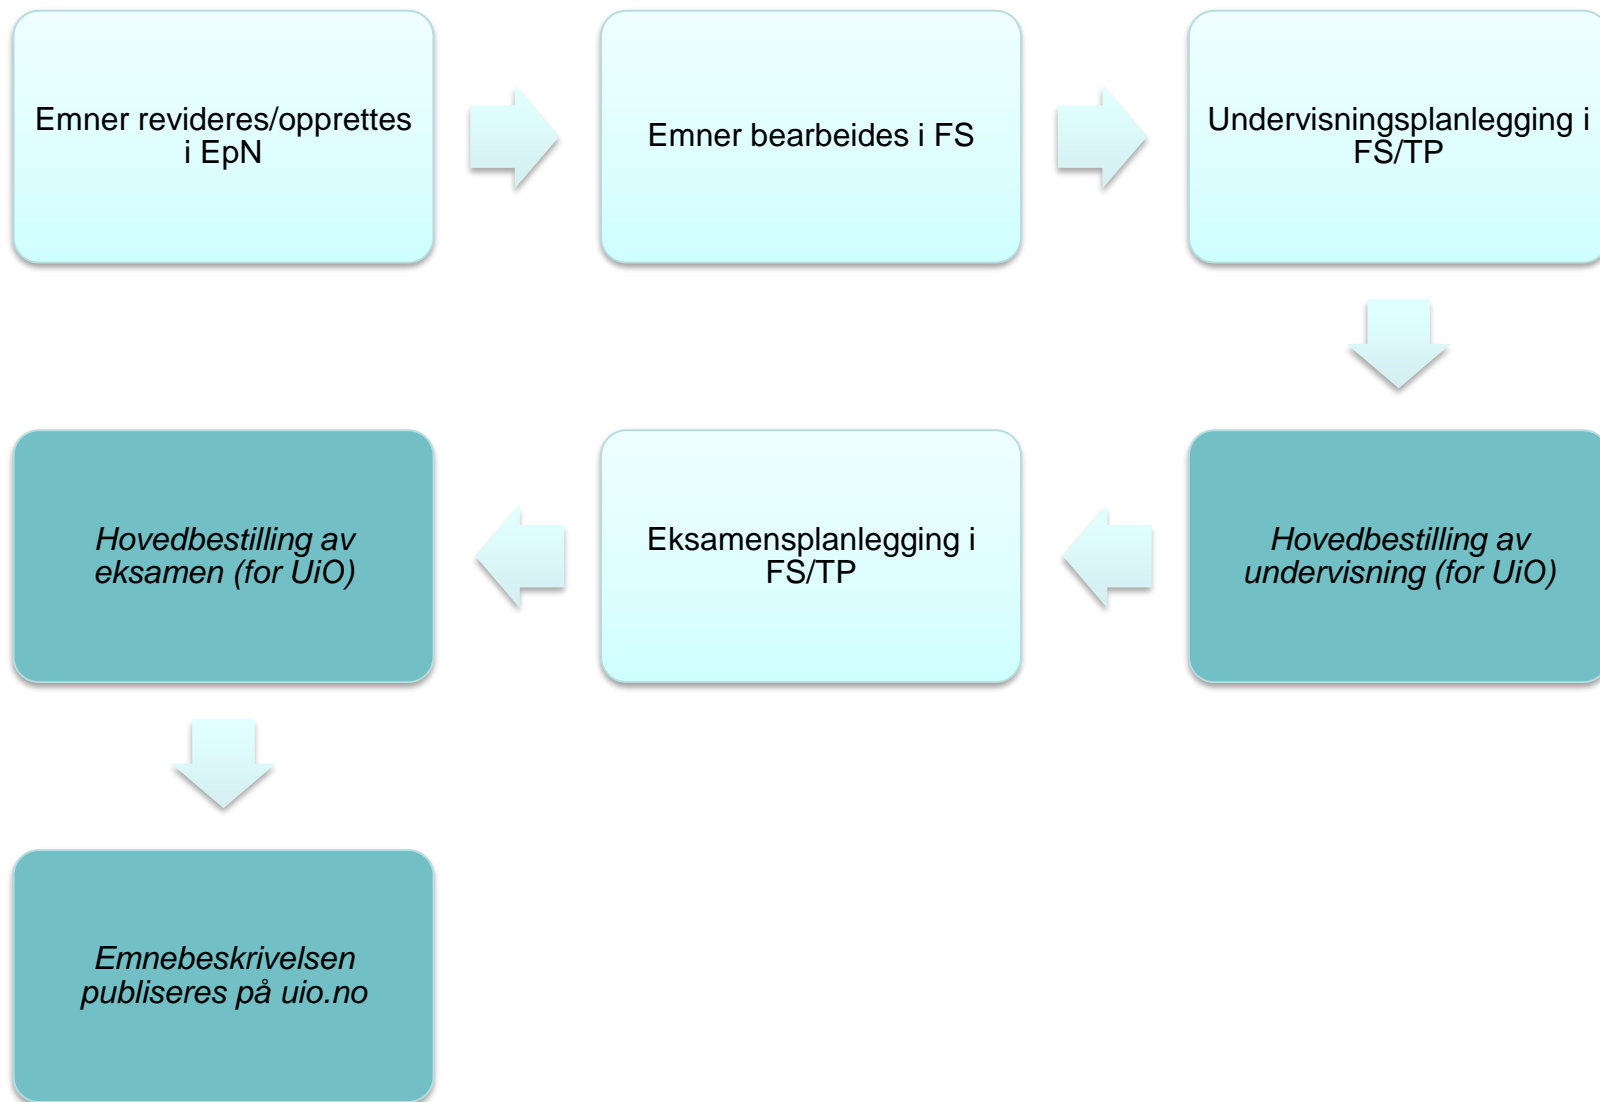 Emner revideres/opprettes
i EpN
Emner bearbeides i FS
Undervisningsplanlegging i
FS/TP
Hovedbestilling av
undervisning (for UiO)
Eksamensplanlegging i
FS/TP
Hovedbestilling av
eksamen (for UiO)
Emnebeskrivelsen
publiseres på uio.no